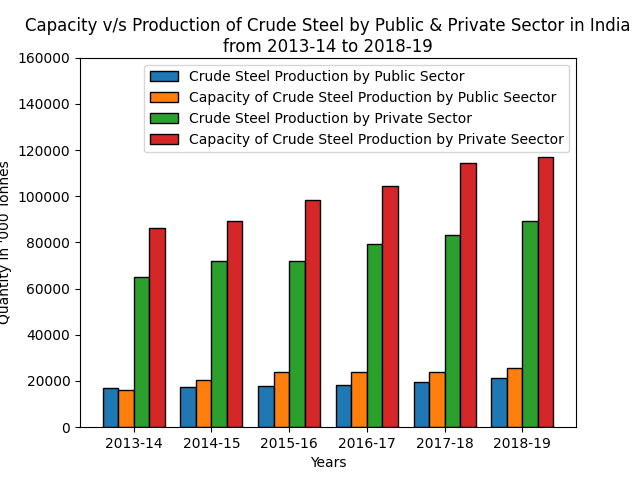 Capacity v/s Production of Crude Steel by Public & Private Sector in India
from 2013-14 to 2018-19
160000
140000
120000
100000
80000
60000
40000
20000
0
Quantity in '000 Tonnes
Crude Steel Production by Public Sector
Capacity of Crude Steel Production by Public Seector
Crude Steel Production by Private Sector
Capacity of Crude Steel Production by Private Seector
2013-14 2014-15 2015-16 2016-17 2017-18 2018-19
Years